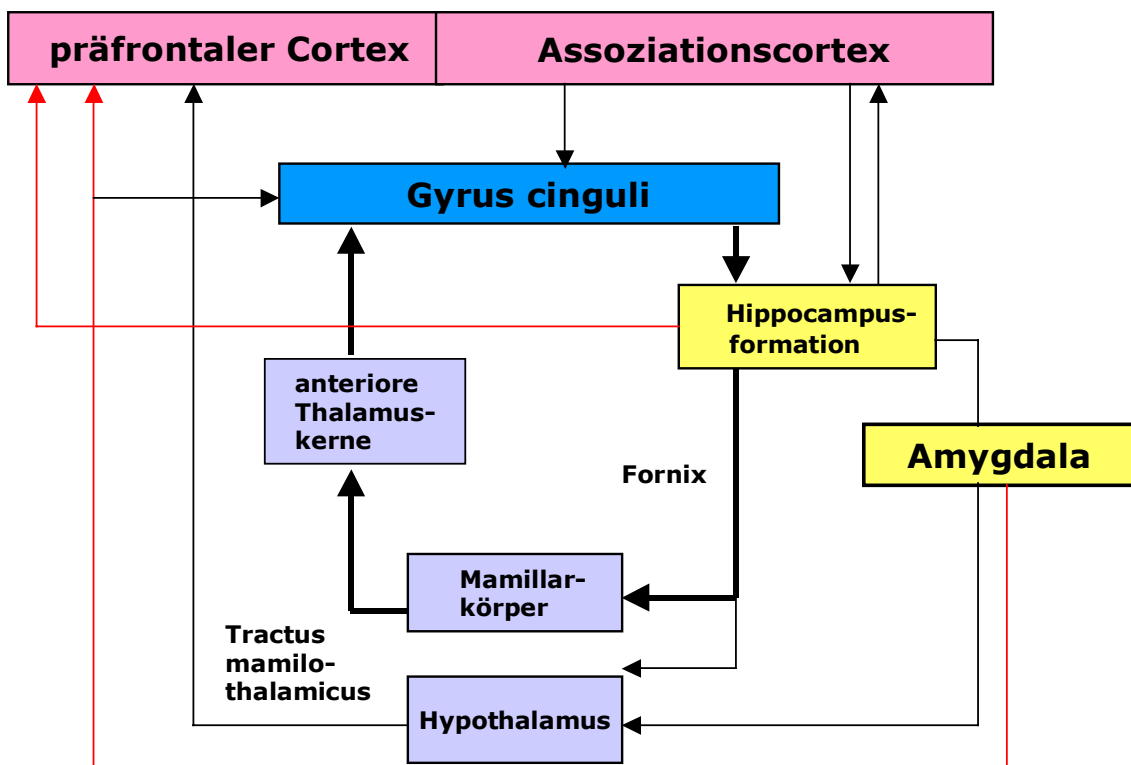 präfrontaler Cortex
Assoziationscortex
Gyrus cinguli
Hippocampus-
formation
anteriore
Thalamus-
kerne
Amygdala
Fornix
Mamillar-
körper
Tractus
mamilo-
thalamicus
Hypothalamus